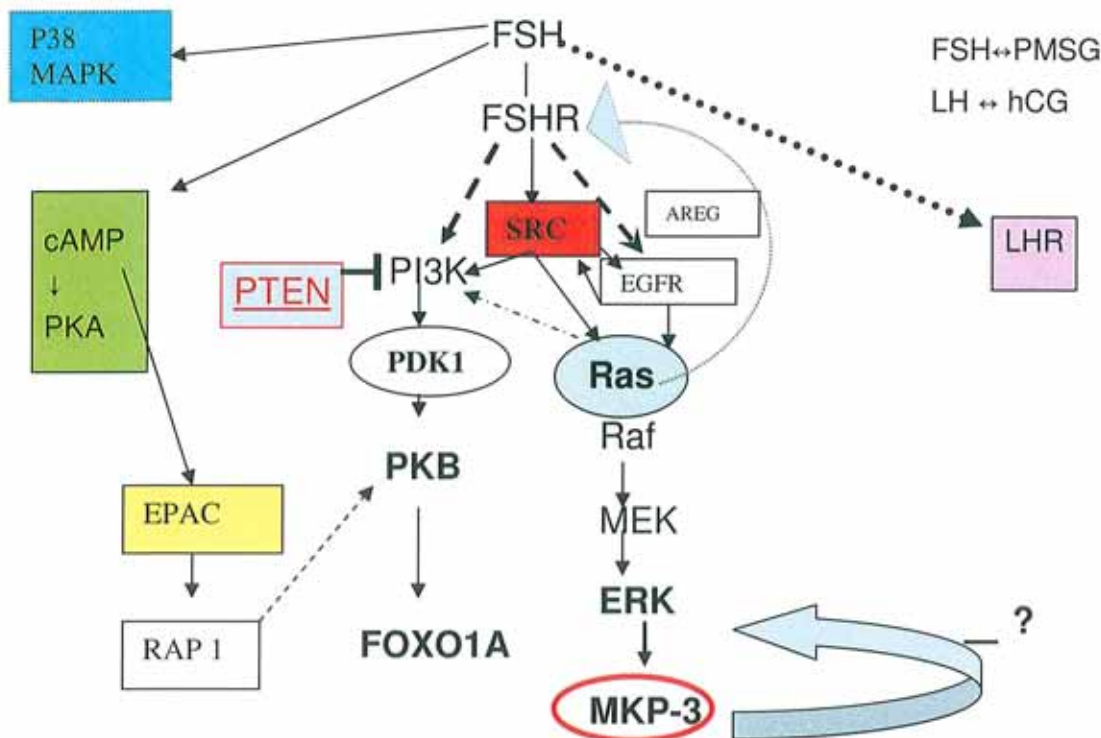 P38
MAPK
FSH
FSH↔PMSG
LH ↔ hCG
FSHR
AREG
SRC
cAMP
↓
PKA
LHR
PTEN
PI3K
EGFR
PDK1
Ras
Raf
PKB
MEK
EPAC
ERK
RAP 1
FOXO1A
?
MKP-3